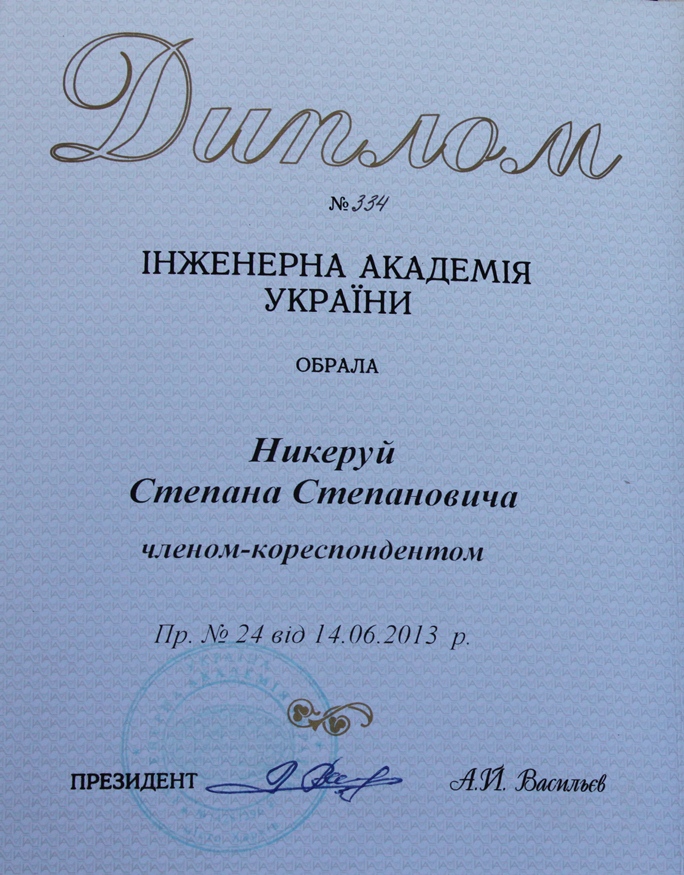 Диплом
№ 334
ІНЖЕНЕРНА АКАДЕМІЯ
УКРАЇНИ
ОБРАЛА
Никеруй
Степана Степановича
членом-кореспондентом
Пр. № 24 від 14.06.2013 р.
ПРЕЗИДЕНТ А.Й. Васильєв